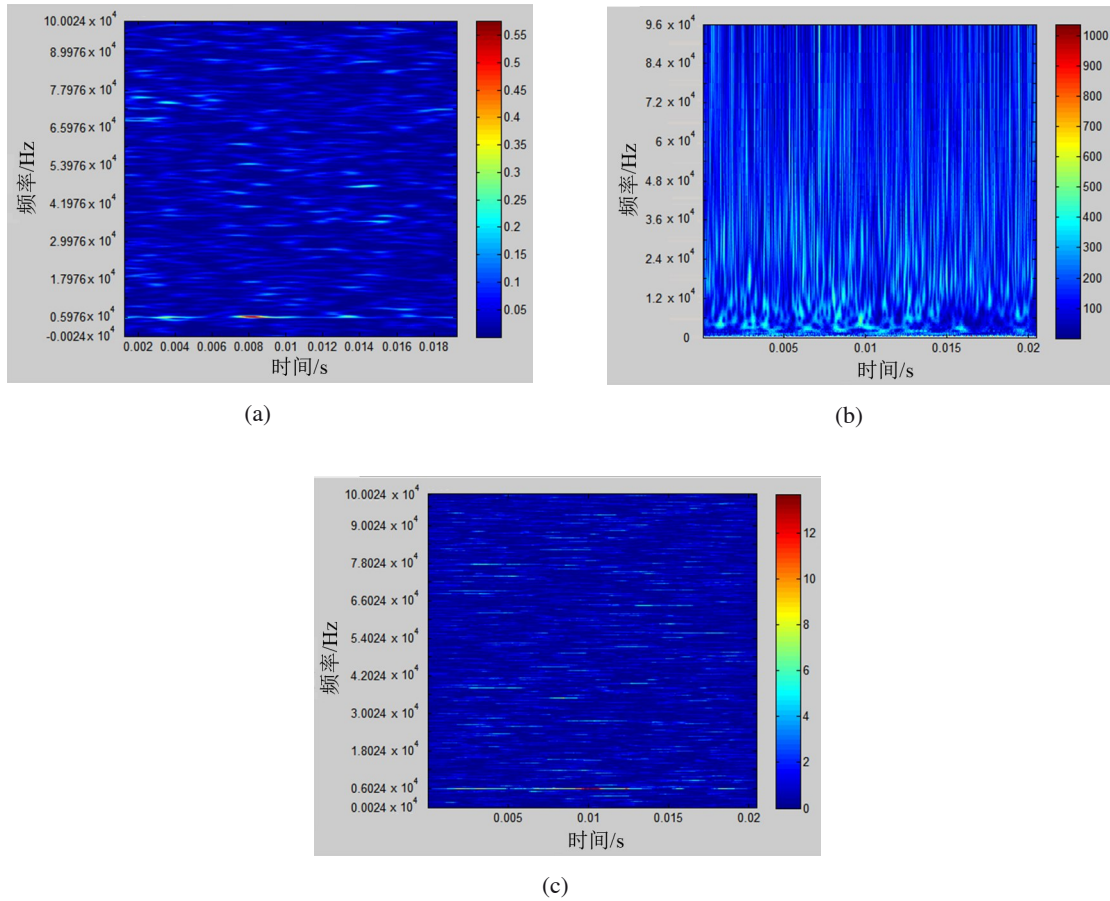 10.0024 x 10⁴
8.9976 x 10⁴
7.7976 x 10⁴
6.5976 x 10⁴
5.3976 x 10⁴
4.1976 x 10⁴
2.9976 x 10⁴
1.7976 x 10⁴
0.5976 x 10⁴
-0.0024 x 10⁴
频率/Hz
0.002 0.004 0.006 0.008 0.01 0.012 0.014 0.016 0.018
时间/s
0.55
0.5
0.45
0.4
0.35
0.3
0.25
0.2
0.15
0.1
0.05
(a)
9.6 x 10⁴
8.4 x 10⁴
7.2 x 10⁴
6 x 10⁴
4.8 x 10⁴
3.6 x 10⁴
2.4 x 10⁴
1.2 x 10⁴
0
频率/Hz
0.005 0.01 0.015 0.02
时间/s
1000
900
800
700
600
500
400
300
200
100
(b)
10.0024 x 10⁴
9.0024 x 10⁴
7.8024 x 10⁴
6.6024 x 10⁴
5.4024 x 10⁴
4.2024 x 10⁴
3.0024 x 10⁴
1.8024 x 10⁴
0.6024 x 10⁴
0.0024 x 10⁴
频率/Hz
0.005 0.01 0.015 0.02
时间/s
12
10
8
6
4
2
0
(c)